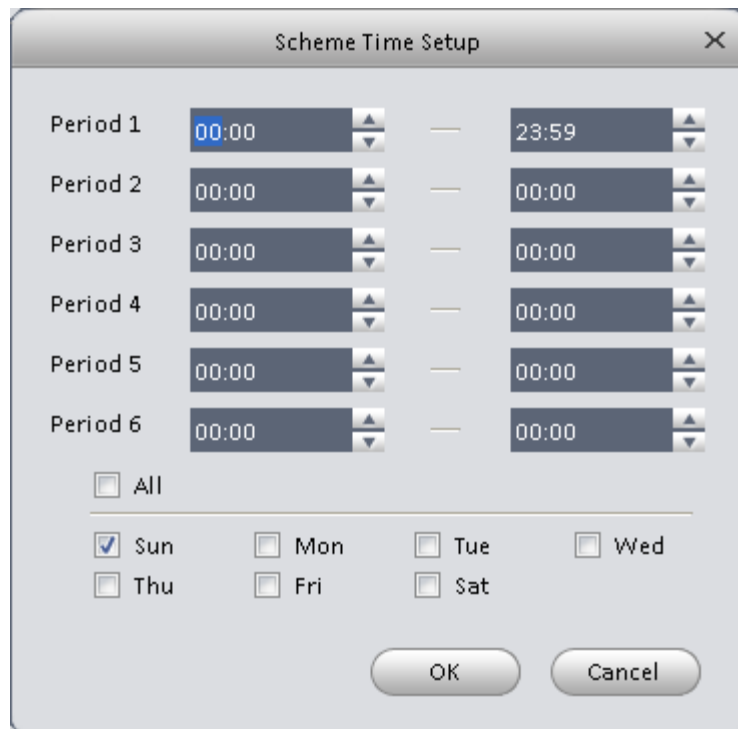 Scheme Time Setup
Period 1 00:00 — 23:59
Period 2 00:00 — 00:00
Period 3 00:00 — 00:00
Period 4 00:00 — 00:00
Period 5 00:00 — 00:00
Period 6 00:00 — 00:00
All
Sun Mon Tue Wed
Thu Fri Sat
OK Cancel